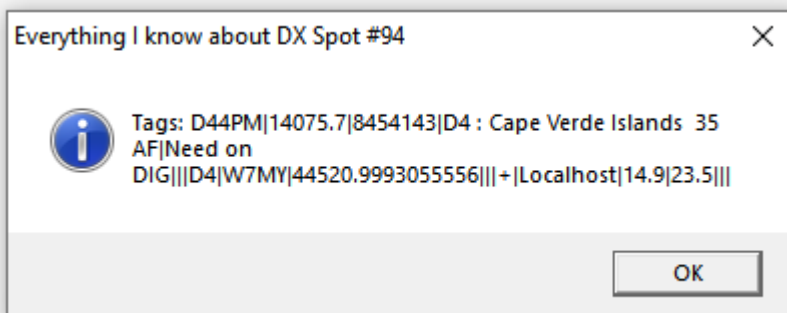 Everything I know about DX Spot #94
Tags: D44PM|14075.7|8454143|D4 : Cape Verde Islands  35
AF|Need on
DIG|||D4|W7MY|44520.9993055556|||+|Localhost|14.9|23.5|||
OK